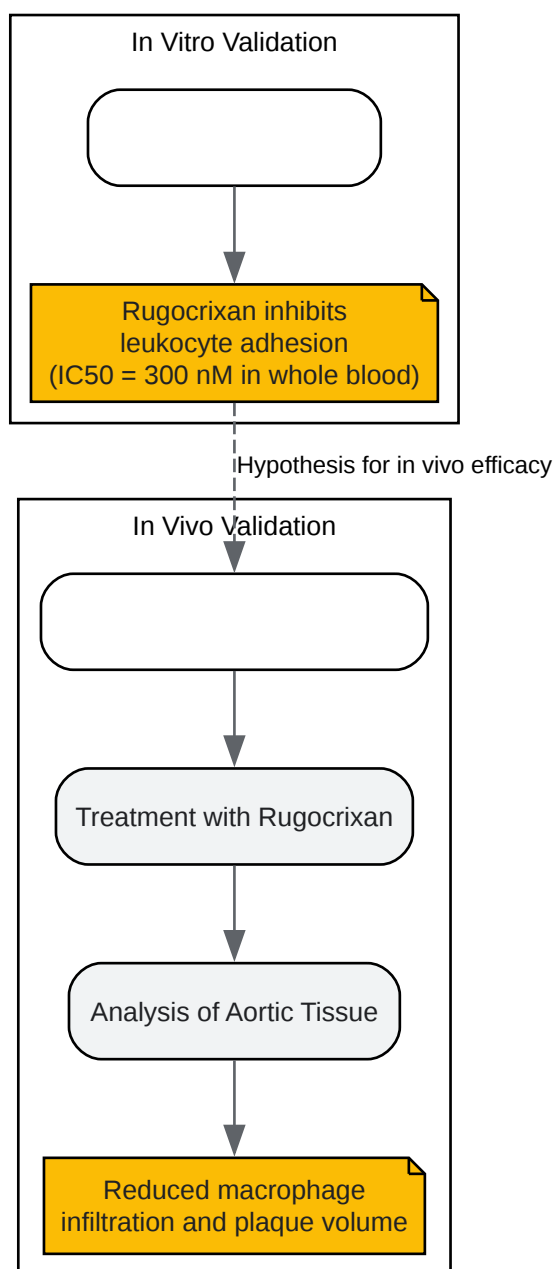 In Vitro Validation
Rugocrixan inhibits
leukocyte adhesion
(IC50 = 300 nM in whole blood)
Hypothesis for in vivo efficacy
In Vivo Validation
Treatment with Rugocrixan
Analysis of Aortic Tissue
Reduced macrophage
infiltration and plaque volume